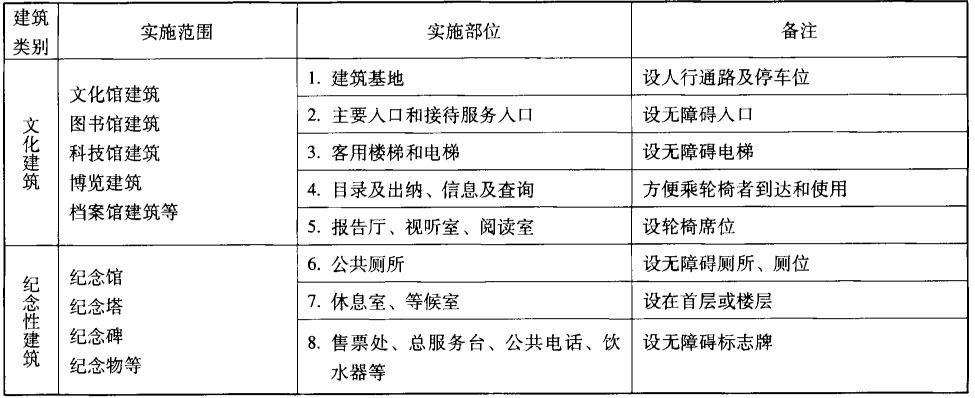 建筑
类别
实施范围
实施部位
备注
文化建筑
文化馆建筑
图书馆建筑
科技馆建筑
博览建筑
档案馆建筑等
1. 建筑基地
设人行通路及停车位
2. 主要人口和接待服务人口
设无障碍人口
3. 客用楼梯和电梯
设无障碍电梯
4. 目录及出纳、信息及查询
方便乘轮椅者到达和使用
5. 报告厅、视听室、阅读室
设轮椅席位
纪念性建筑
纪念馆
纪念塔
纪念碑
纪念物等
6. 公共厕所
设无障碍厕所、厕位
7. 休息室、等候室
设在首层或楼层
8. 售票处、总服务台、公共电话、饮
水器等
设无障碍标志牌